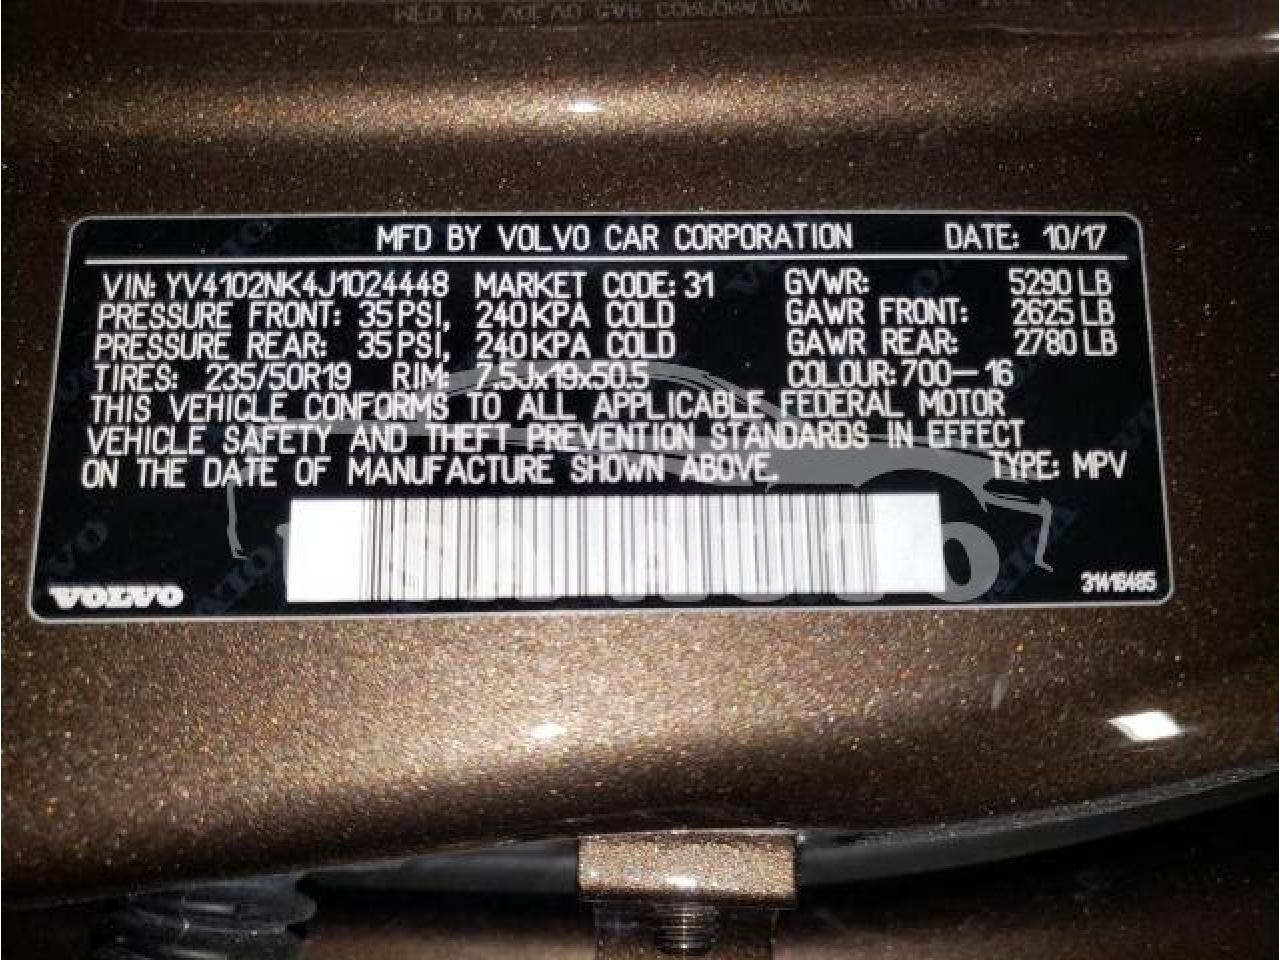 MFD BY VOLVO CAR CORPORATION DATE: 10/17
VIN: YV4102NK4J1024448 MARKET CODE: 31 GVWR: 5290 LB
PRESSURE FRONT: 35 PSI, 240 KPA COLD GAWR FRONT: 2625 LB
PRESSURE REAR: 35 PSI, 240 KPA COLD GAWR REAR: 2780 LB
TIRES: 235/50R19 RIM: 7.5Jx19x50.5 COLOUR: 700-16
THIS VEHICLE CONFORMS TO ALL APPLICABLE FEDERAL MOTOR
VEHICLE SAFETY AND THEFT PREVENTION STANDARDS IN EFFECT
ON THE DATE OF MANUFACTURE SHOWN ABOVE. TYPE: MPV
AUTO
VOLVO 31416485